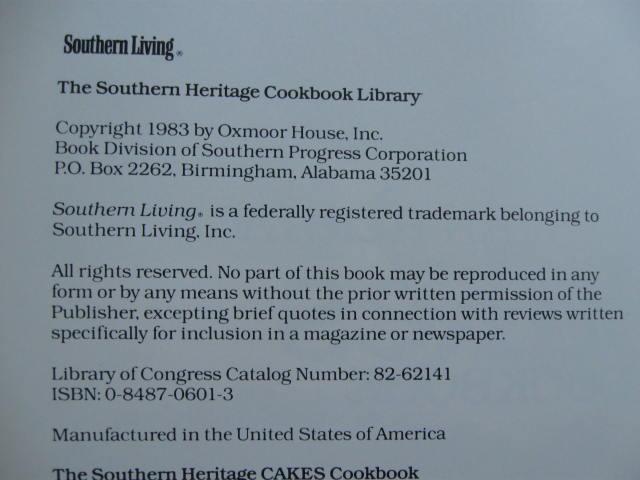 Southern Living®
The Southern Heritage Cookbook Library
Copyright 1983 by Oxmoor House, Inc.
Book Division of Southern Progress Corporation
P.O. Box 2262, Birmingham, Alabama 35201
Southern Living® is a federally registered trademark belonging to
Southern Living, Inc.
All rights reserved. No part of this book may be reproduced in any
form or by any means without the prior written permission of the
Publisher, excepting brief quotes in connection with reviews written
specifically for inclusion in a magazine or newspaper.
Library of Congress Catalog Number: 82-62141
ISBN: 0-8487-0601-3
Manufactured in the United States of America
The Southern Heritage CAKES Cookbook